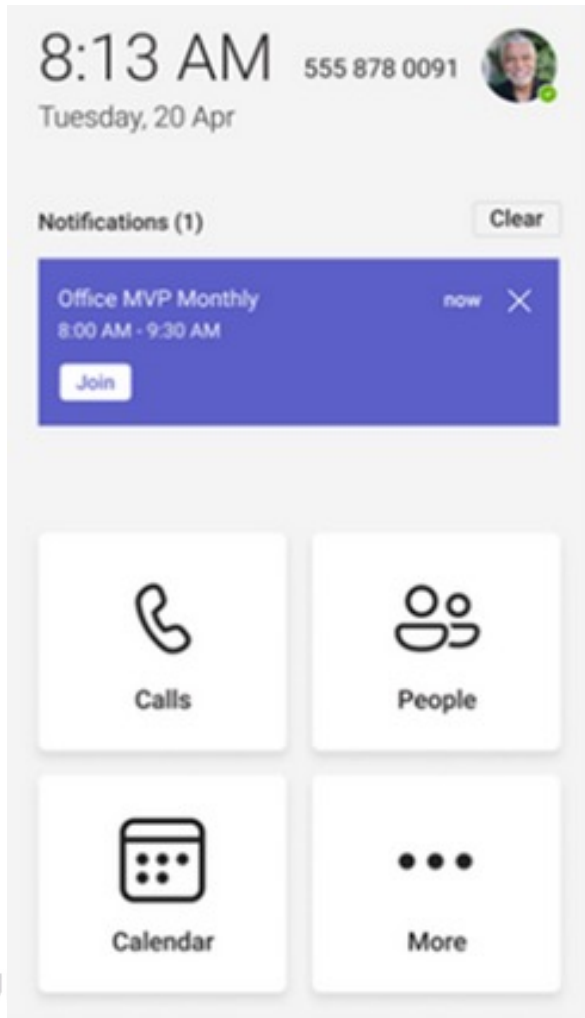 8:13 AM 555 878 0091
Tuesday, 20 Apr
Notifications (1) Clear
Office MVP Monthly now
8:00 AM - 9:30 AM
Join
Calls People
Calendar More